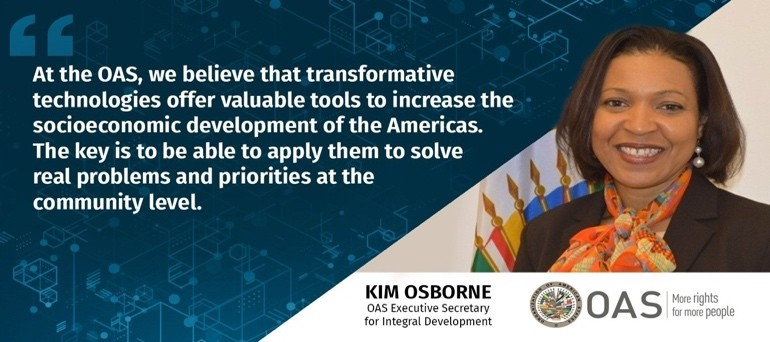 At the OAS, we believe that transformative
technologies offer valuable tools to increase the
socioeconomic development of the Americas.
The key is to be able to apply them to solve
real problems and priorities at the
community level.
KIM OSBORNE
OAS Executive Secretary
for Integral Development
OAS
More rights
for more people